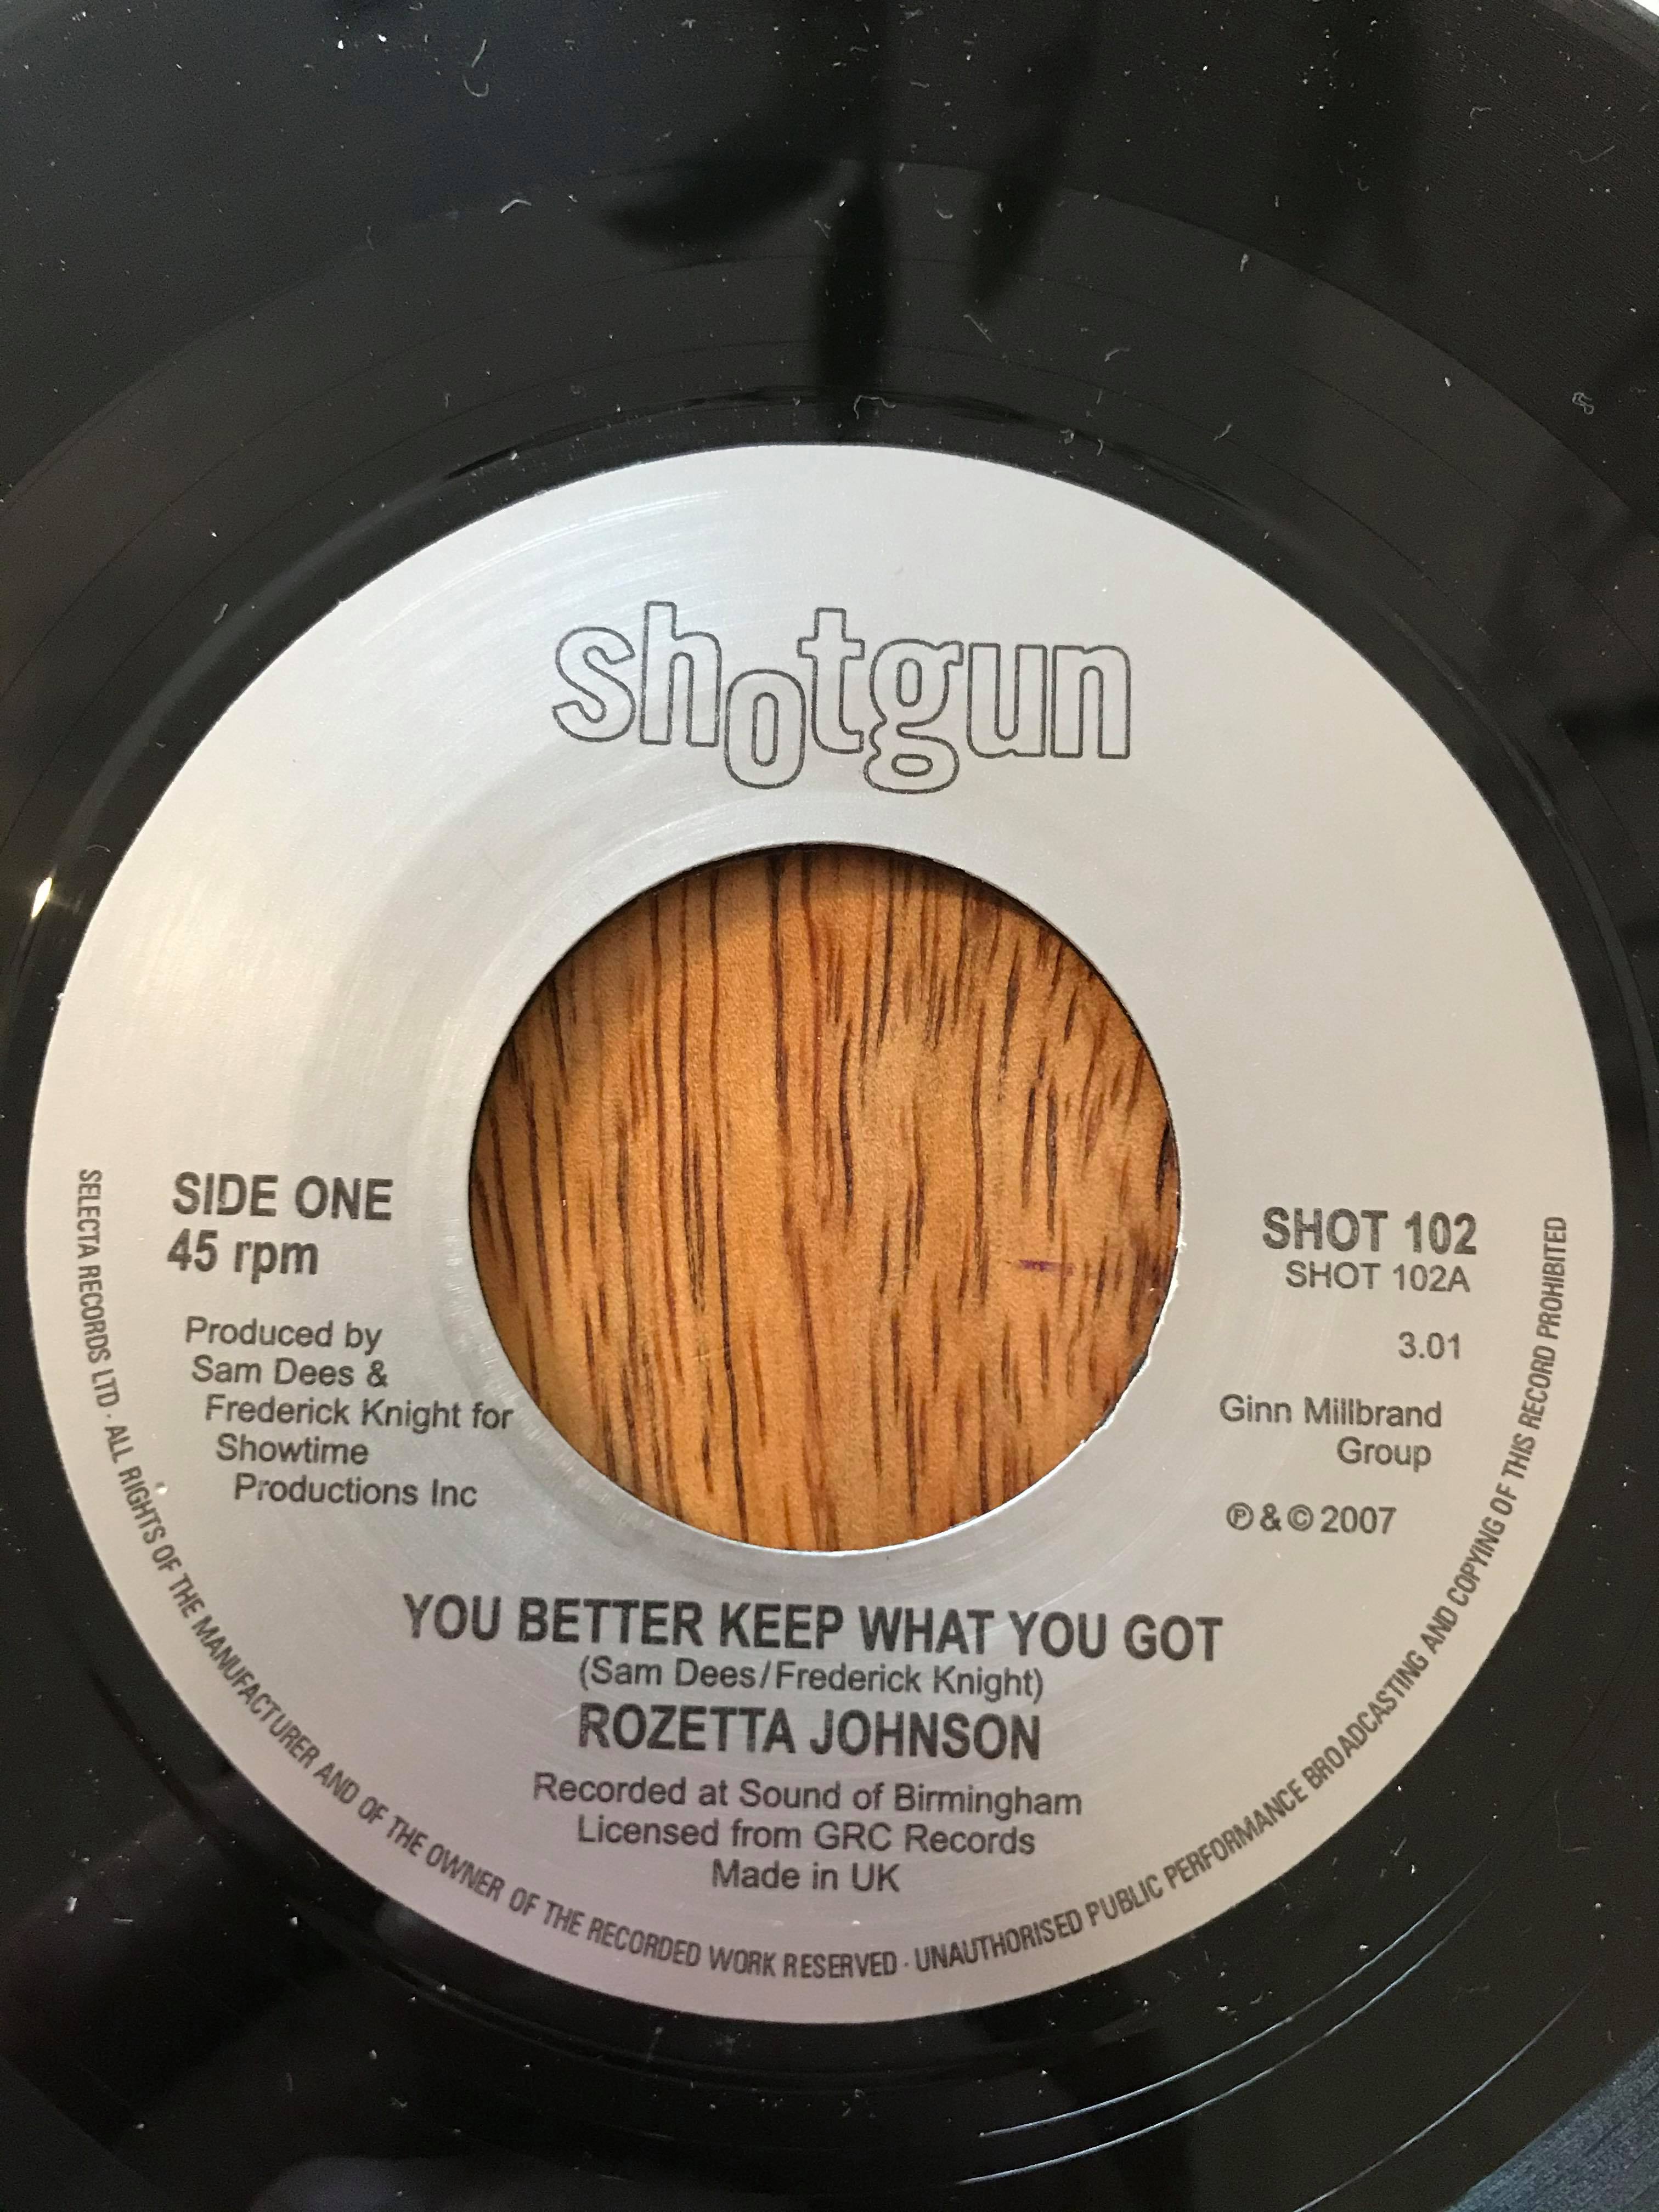 shotgun
SIDE ONE
45 rpm
Produced by
Sam Dees &
Frederick Knight for
Showtime
Productions Inc
SHOT 102
SHOT 102A
3.01
Ginn Millbrand
Group
℗ & © 2007
YOU BETTER KEEP WHAT YOU GOT
(Sam Dees/Frederick Knight)
ROZETTA JOHNSON
Recorded at Sound of Birmingham
Licensed from GRC Records
Made in UK
SELECTA RECORDS LTD · ALL RIGHTS OF THE MANUFACTURER AND OF THE OWNER OF THE RECORDED WORK RESERVED · UNAUTHORISED PUBLIC PERFORMANCE BROADCASTING AND COPYING OF THIS RECORD PROHIBITED